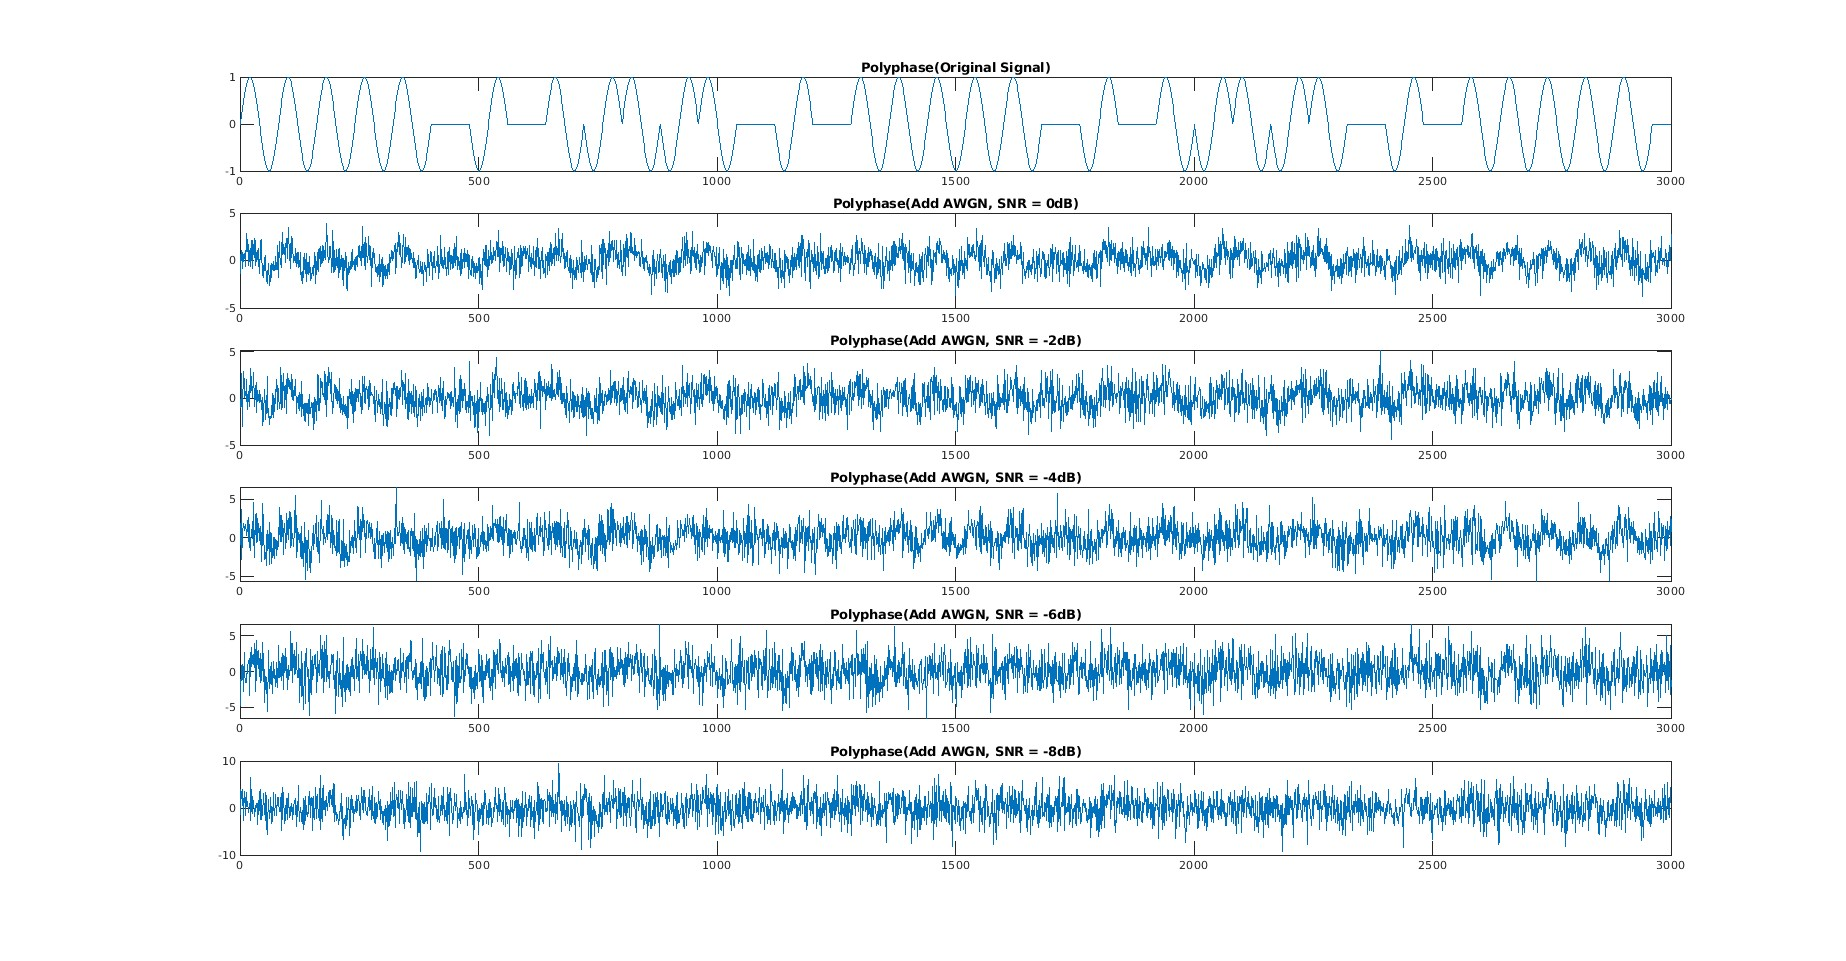 Polyphase(Original Signal)
1
0
-1
0 500 1000 1500 2000 2500 3000
Polyphase(Add AWGN, SNR = 0dB)
5
0
-5
0 500 1000 1500 2000 2500 3000
Polyphase(Add AWGN, SNR = -2dB)
5
0
-5
0 500 1000 1500 2000 2500 3000
Polyphase(Add AWGN, SNR = -4dB)
5
0
-5
0 500 1000 1500 2000 2500 3000
Polyphase(Add AWGN, SNR = -6dB)
5
0
-5
0 500 1000 1500 2000 2500 3000
Polyphase(Add AWGN, SNR = -8dB)
10
0
-10
0 500 1000 1500 2000 2500 3000